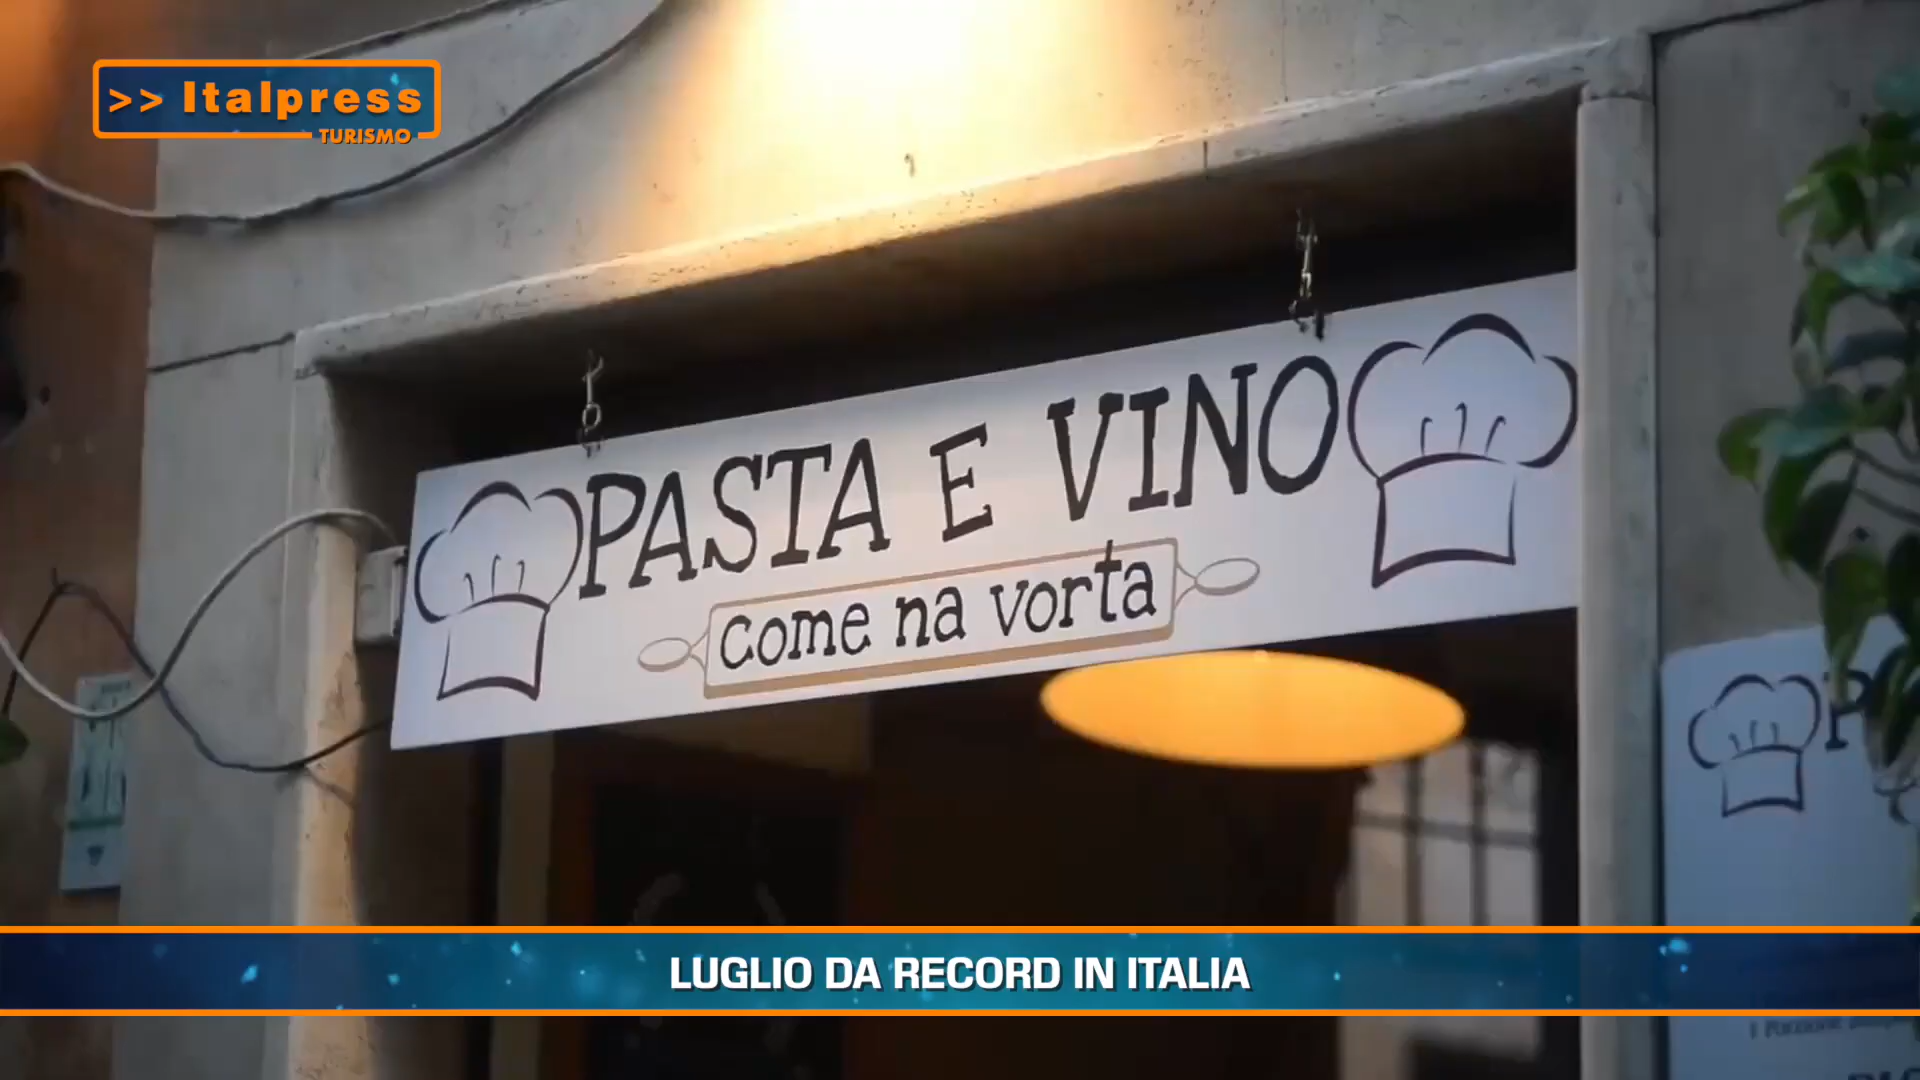 >> Italpress
TURISMO
PASTA E VINO
come na vorta
P
LUGLIO DA RECORD IN ITALIA